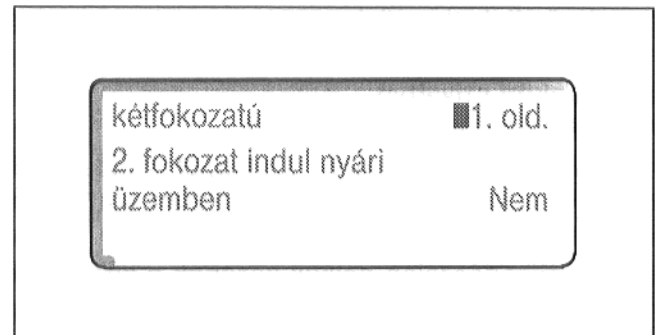 kétfokozatú 1. old.
2. fokozat indul nyári
üzemben Nem